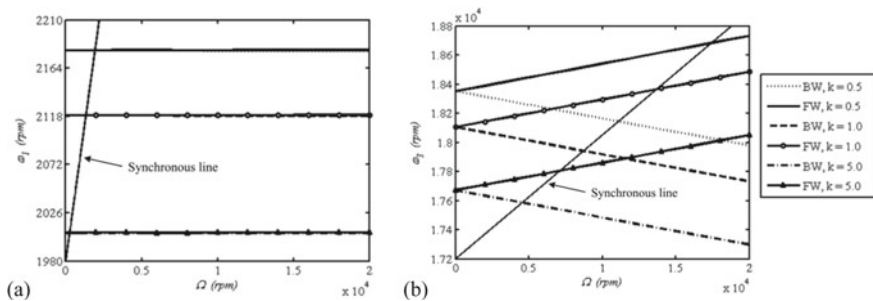 2210
2164
2118
2072
2026
1980
ϖ1 (rpm)
Synchronous line
0
0.5
1
1.5
2
Ω (rpm)
x 10^4
(a)
x 10^4
1.88
1.86
1.84
1.82
1.8
1.78
1.76
1.74
1.72
(rpm)
Synchronous line
0
0.5
1
1.5
2
Ω (rpm)
x 10^4
(b)
BW, k = 0.5
FW, k = 0.5
BW, k = 1.0
FW, k = 1.0
BW, k = 5.0
FW, k = 5.0